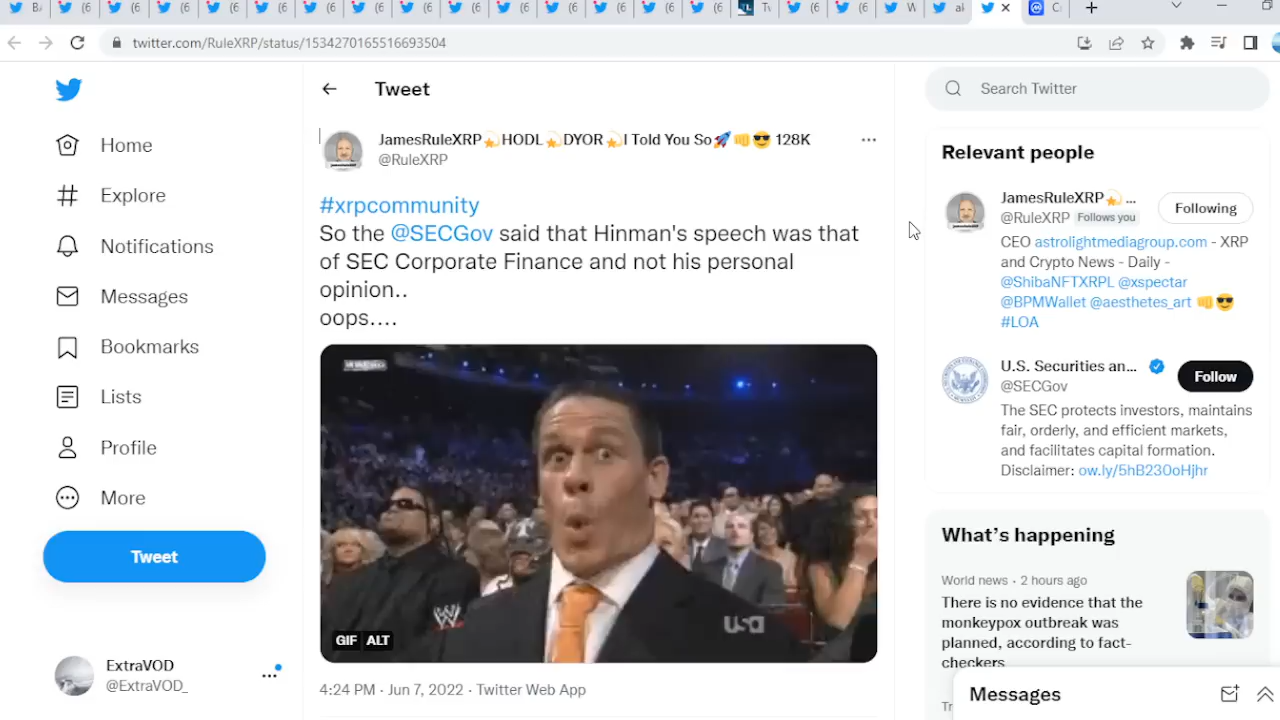 twitter.com/RuleXRP/status/1534270165516693504
Tweet
Search Twitter
JamesRuleXRP💫HODL💫DYOR💫I Told You So🚀👊😎 128K
@RuleXRP
#xrpcommunity
So the @SECGov said that Hinman's speech was that
of SEC Corporate Finance and not his personal
opinion..
oops....
GIF ALT
USA
4:24 PM · Jun 7, 2022 · Twitter Web App
Home
Explore
Notifications
Messages
Bookmarks
Lists
Profile
More
Tweet
ExtraVOD
@ExtraVOD_
Relevant people
JamesRuleXRP💫 ...
@RuleXRP Follows you
Following
CEO astrolightmediagroup.com - XRP
and Crypto News - Daily -
@ShibaNFTXRPL @xspectar
@BPMWallet @aesthetes_art 👊😎
#LOA
U.S. Securities an...
@SECGov
Follow
The SEC protects investors, maintains
fair, orderly, and efficient markets,
and facilitates capital formation.
Disclaimer: ow.ly/5hB230oHjhr
What's happening
World news · 2 hours ago
There is no evidence that the
monkeypox outbreak was
planned, according to fact-
checkers
Messages